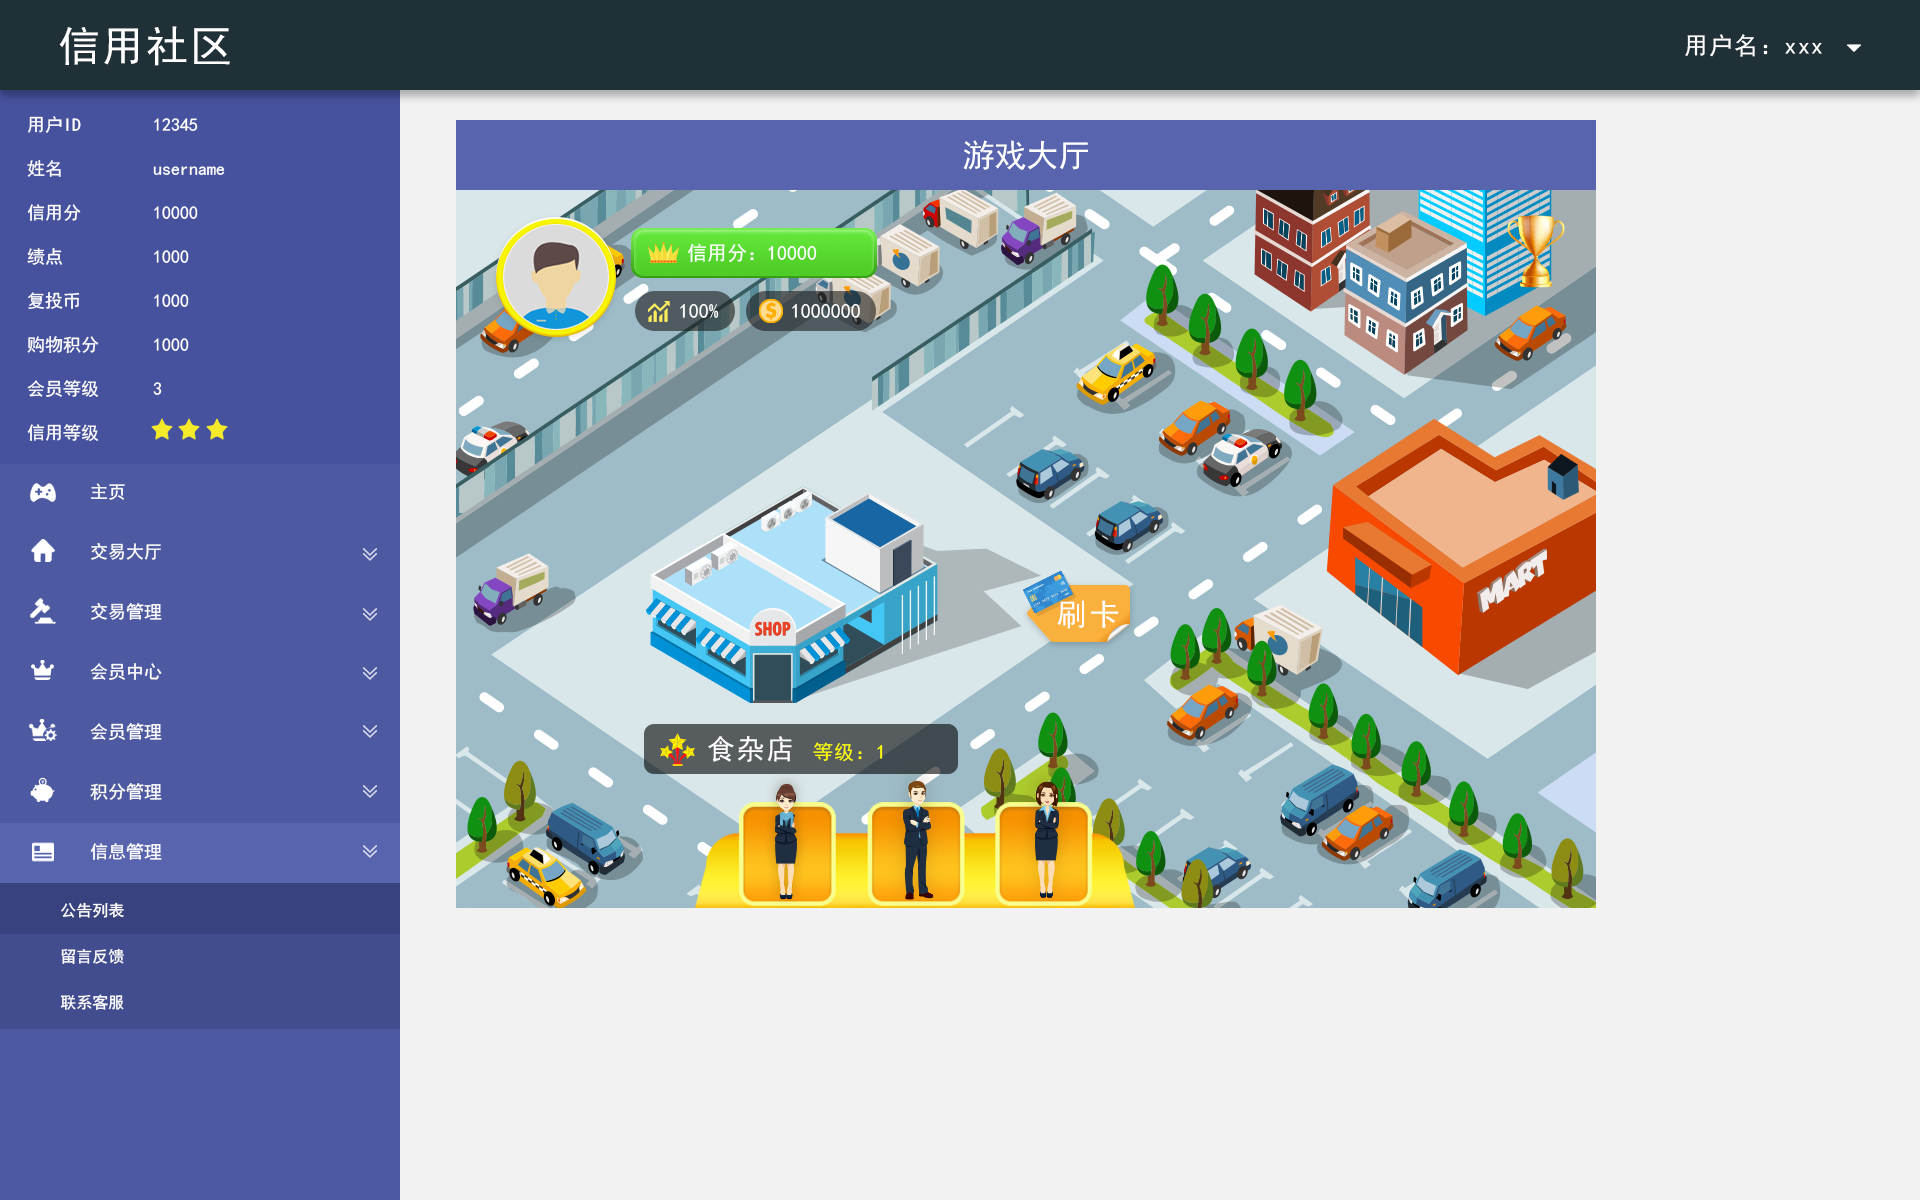 信用社区
用户名：xxx
用户ID 12345
姓名 username
信用分 10000
绩点 1000
复投币 1000
购物积分 1000
会员等级 3
信用等级
主页
交易大厅
交易管理
会员中心
会员管理
积分管理
信息管理
公告列表
留言反馈
联系客服
游戏大厅
信用分：10000
100% 1000000
MART
SHOP
刷卡
食杂店 等级：1